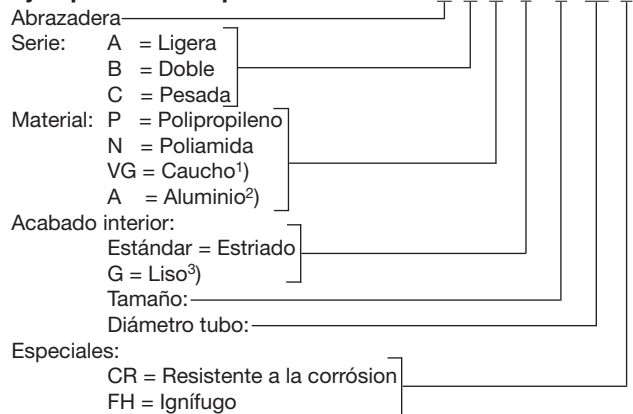 Abrazadera
Serie: A = Ligera
B = Doble
C = Pesada
Material: P = Polipropileno
N = Poliamida
VG = Caucho¹)
A = Aluminio²)
Acabado interior:
Estándar = Estriado
G = Liso³)
Tamaño:
Diámetro tubo:
Especiales:
CR = Resistente a la corrósion
FH = Ignífugo